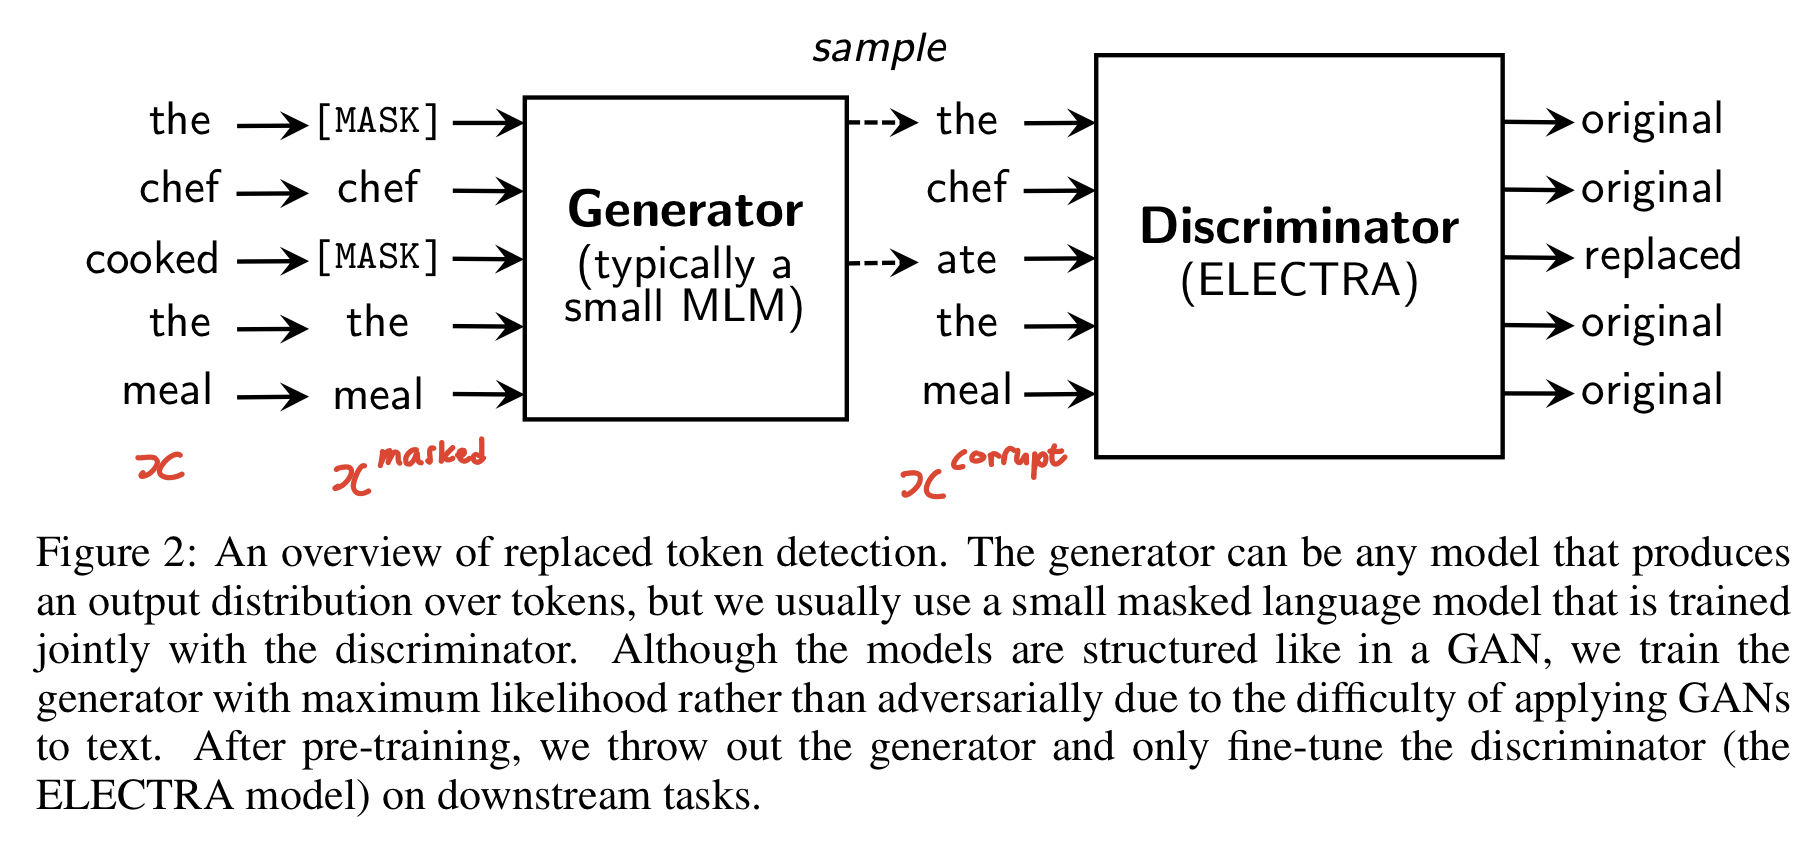 sample
the [MASK] the original
chef chef chef original
cooked [MASK] ate replaced
the the the original
meal meal meal original
Generator
(typically a
small MLM)
Discriminator
(ELECTRA)
x x^masked x^corrupt
Figure 2: An overview of replaced token detection. The generator can be any model that produces
an output distribution over tokens, but we usually use a small masked language model that is trained
jointly with the discriminator. Although the models are structured like in a GAN, we train the
generator with maximum likelihood rather than adversarially due to the difficulty of applying GANs
to text. After pre-training, we throw out the generator and only fine-tune the discriminator (the
ELECTRA model) on downstream tasks.